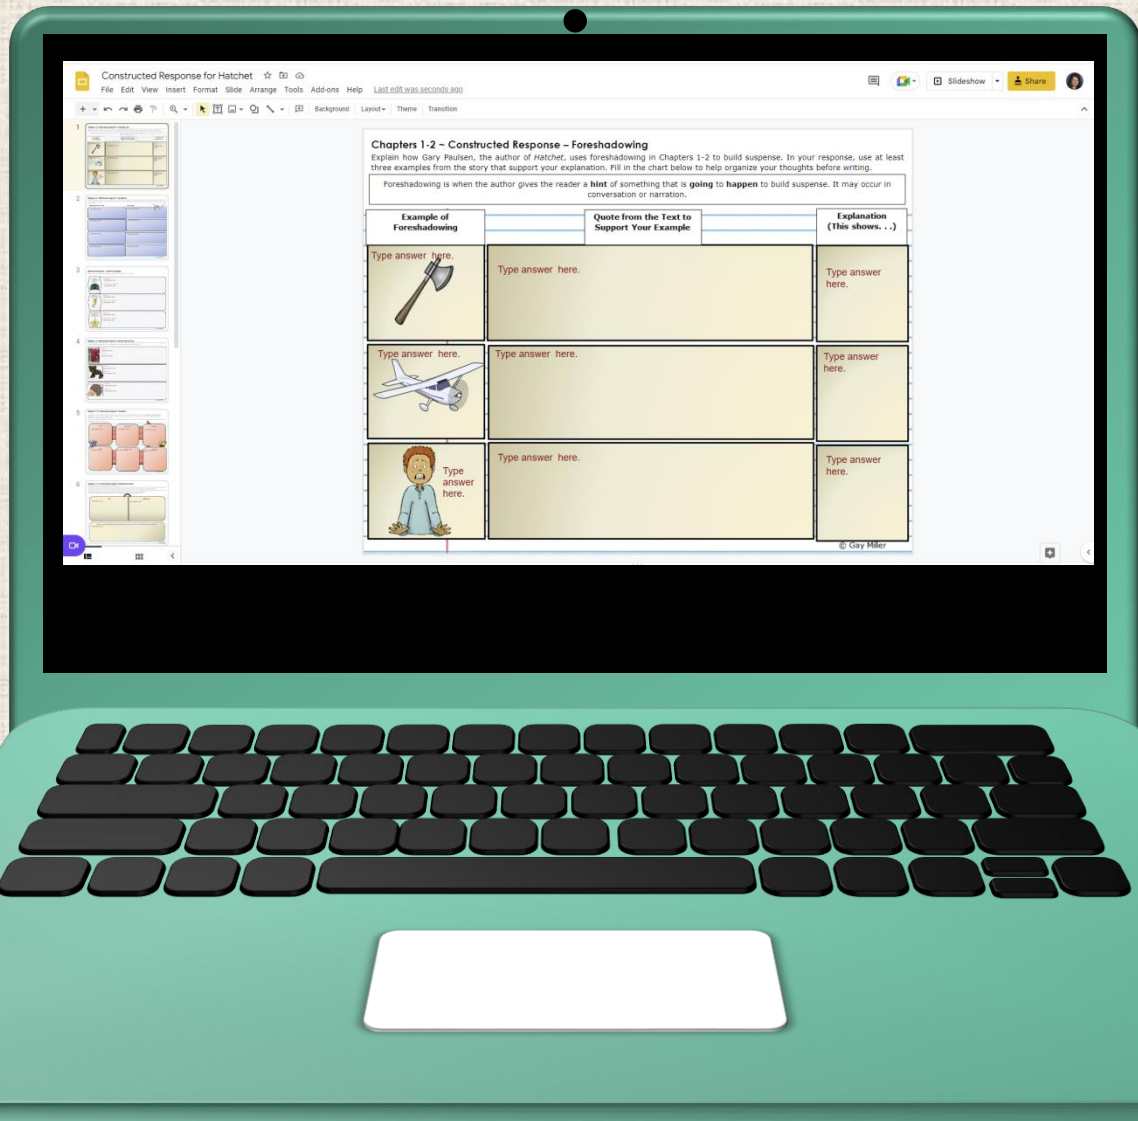 Constructed Response for Hatchet
File Edit View Insert Format Slide Arrange Tools Add-ons Help Last edit was seconds ago
Slideshow
Share
Background Layout Theme Transition
1
2
3
4
5
6
Chapters 1-2 ~ Constructed Response – Foreshadowing
Explain how Gary Paulsen, the author of Hatchet, uses foreshadowing in Chapters 1-2 to build suspense. In your response, use at least
three examples from the story that support your explanation. Fill in the chart below to help organize your thoughts before writing.
Foreshadowing is when the author gives the reader a hint of something that is going to happen to build suspense. It may occur in
conversation or narration.
Example of
Foreshadowing
Quote from the Text to
Support Your Example
Explanation
(This shows. . .)
Type answer here.
Type answer here.
Type answer
here.
Type answer here.
Type answer here.
Type answer
here.
Type
answer
here.
Type answer here.
Type answer
here.
© Gay Miller